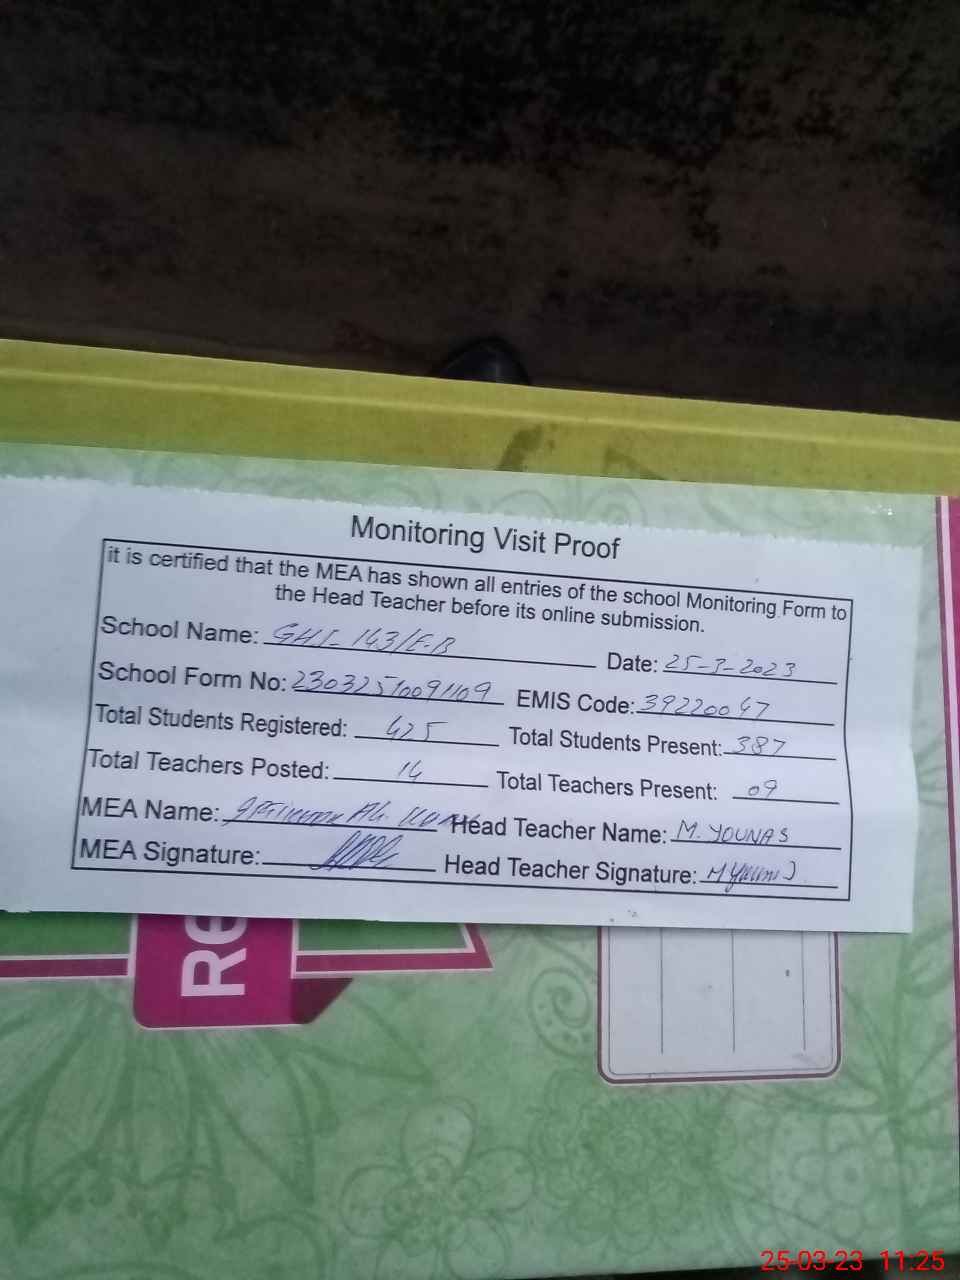 Monitoring Visit Proof
it is certified that the MEA has shown all entries of the school Monitoring Form to
the Head Teacher before its online submission.
School Name: GHS-143/E.B Date: 25-3-2023
School Form No: 23032510091109 EMIS Code: 39220047
Total Students Registered: 425 Total Students Present: 387
Total Teachers Posted: 14 Total Teachers Present: 09
MEA Name: Head Teacher Name: M. YOUNAS
MEA Signature: Head Teacher Signature: M Younas
Re
25-03-23 11:25